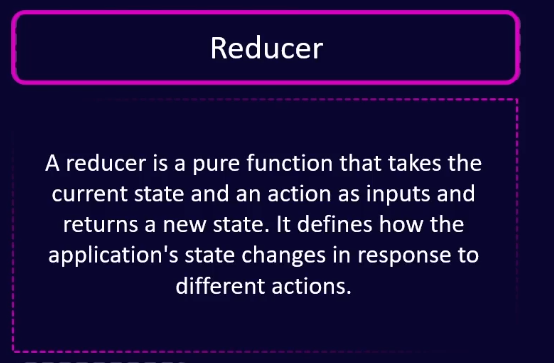 Reducer
A reducer is a pure function that takes the
current state and an action as inputs and
returns a new state. It defines how the
application's state changes in response to
different actions.